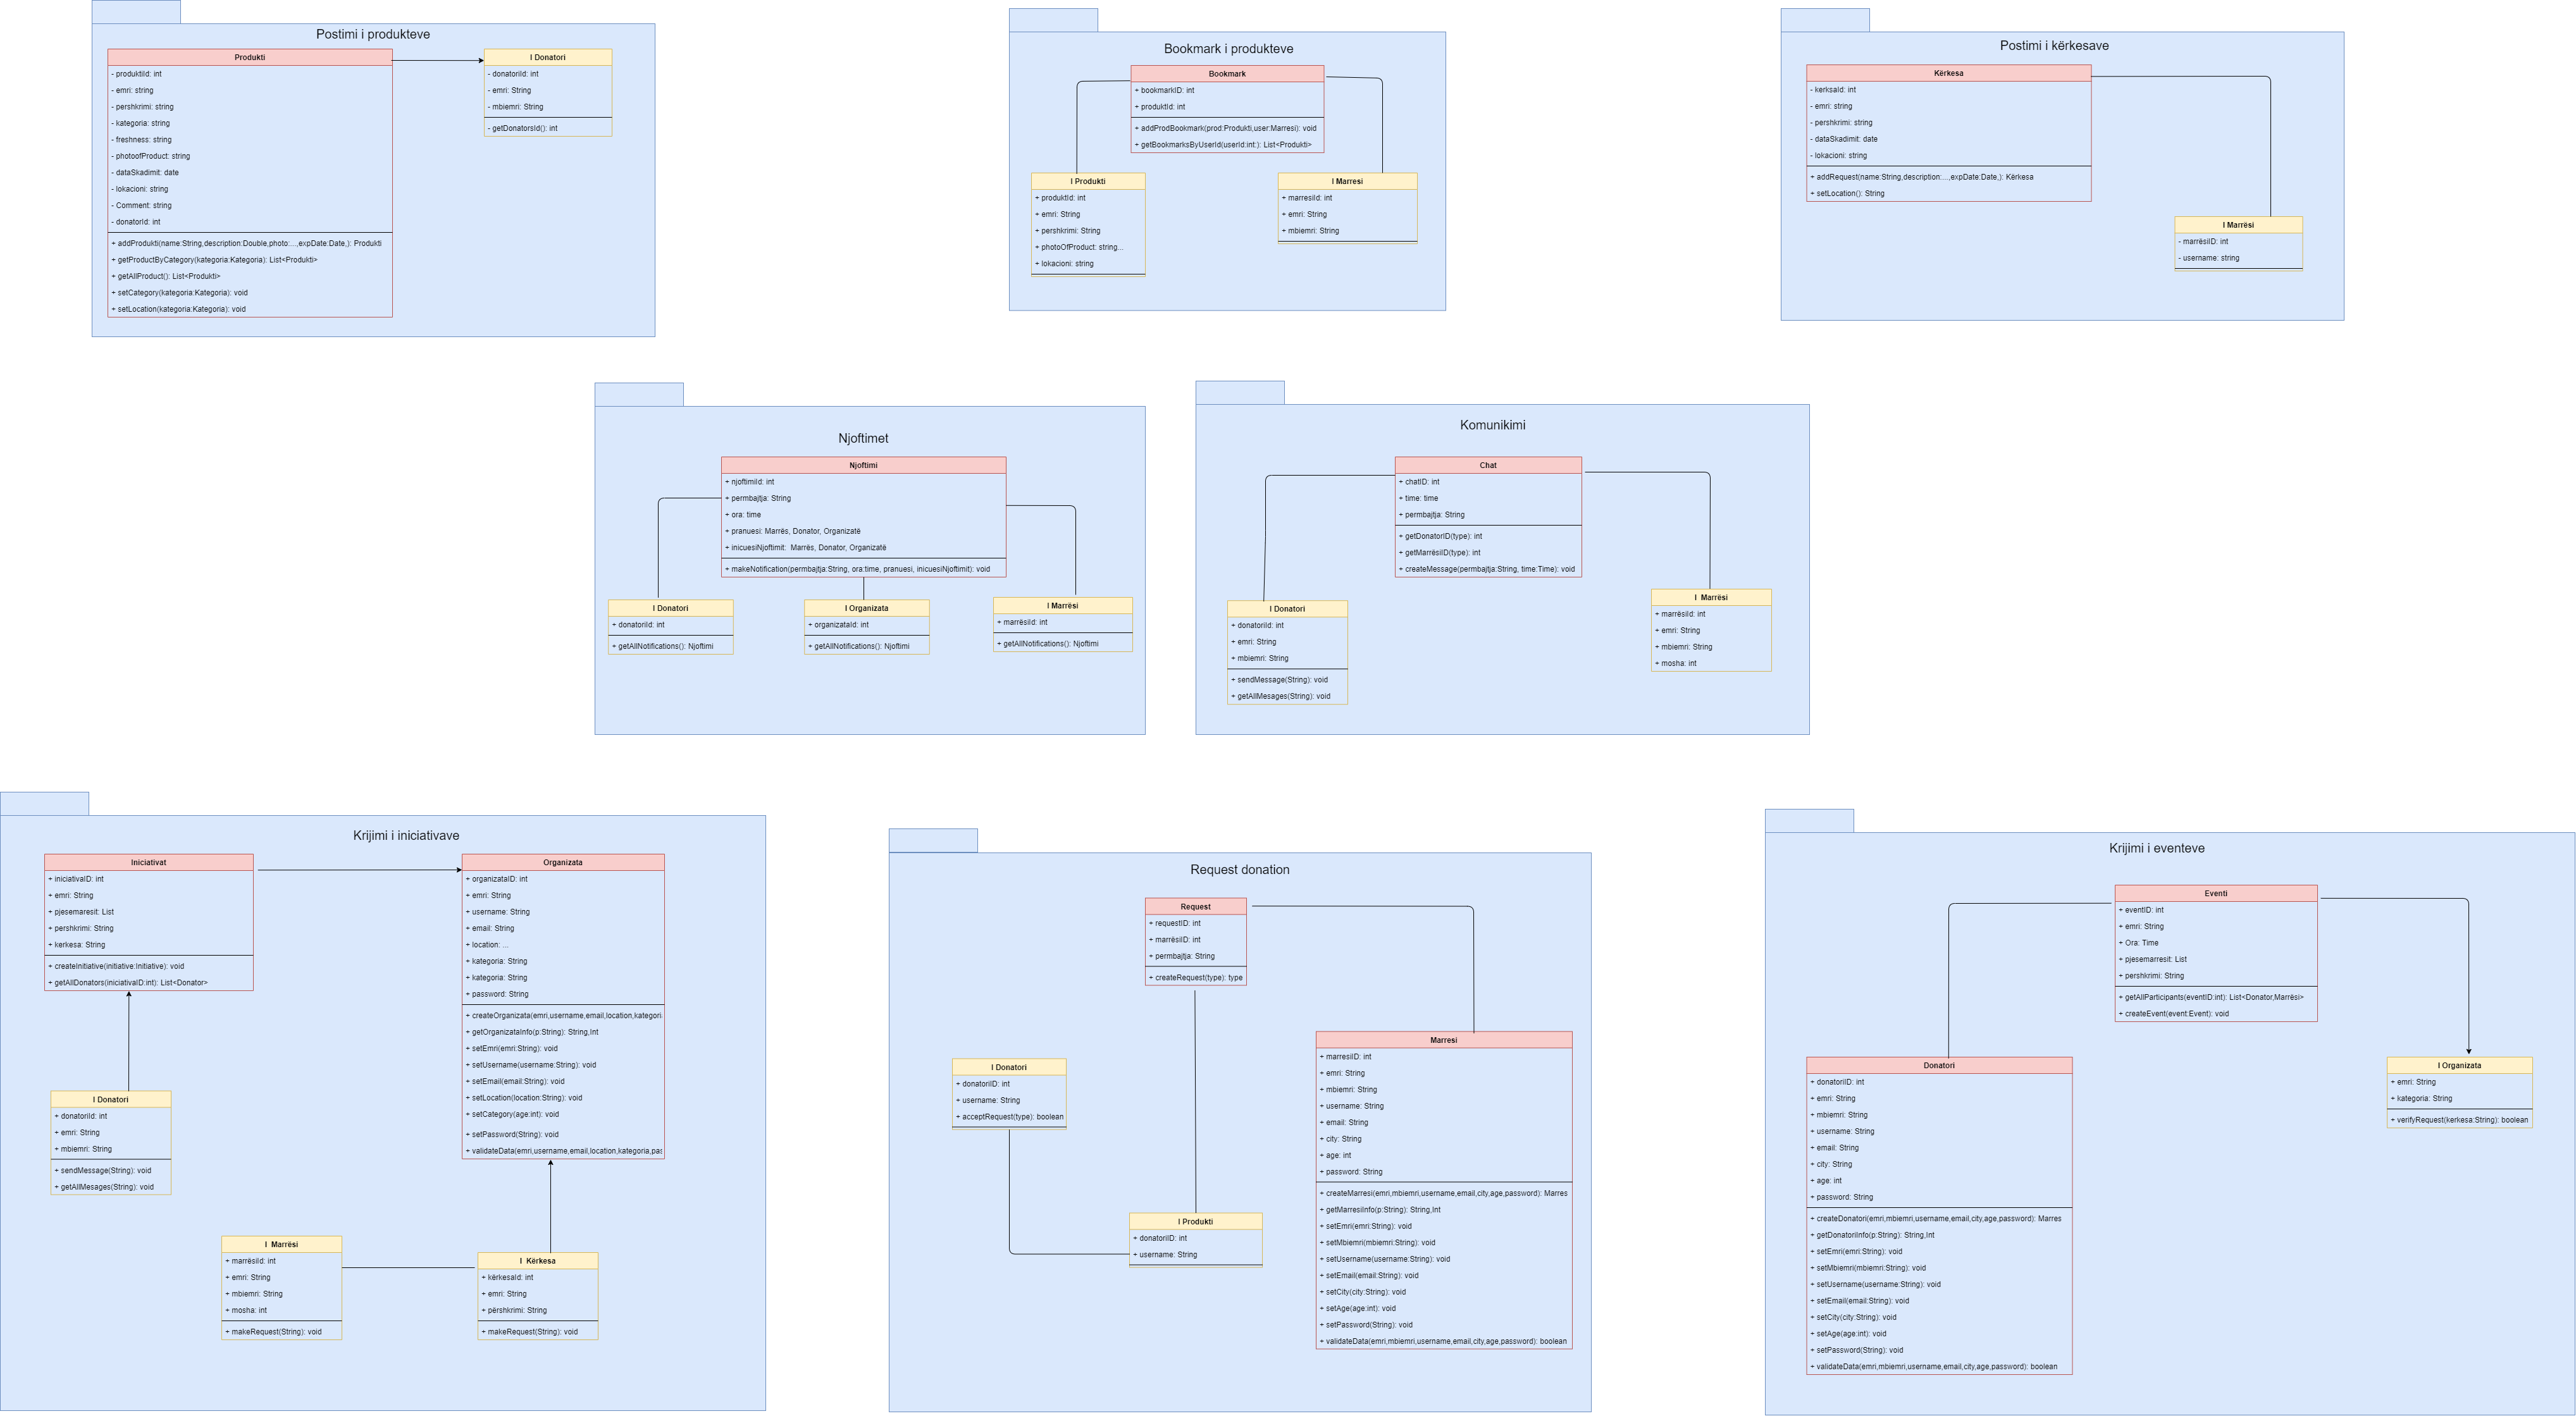 Postimi i produkteve
Produkti
- produktiId: int
- emri: string
- pershkrimi: string
- kategoria: string
- freshness: string
- photoofProduct: string
- dataSkadimit: date
- lokacioni: string
- Comment: string
- donatorId: int
+ addProdukti(name:String,description:Double,photo:...,expDate:Date,): Produkti
+ getProductByCategory(kategoria:Kategoria): List<Produkti>
+ getAllProduct(): List<Produkti>
+ setCategory(kategoria:Kategoria): void
+ setLocation(kategoria:Kategoria): void
I Donatori
- donatoriId: int
- emri: String
- mbiemri: String
- getDonatorsId(): int
Bookmark i produkteve
Bookmark
+ bookmarkID: int
+ produktId: int
+ addProdBookmark(prod:Produkti,user:Marresi): void
+ getBookmarksByUserId(userId:int:): List<Produkti>
I Produkti
+ produktId: int
+ emri: String
+ pershkrimi: String
+ photoOfProduct: string...
+ lokacioni: string
I Marresi
+ marresiId: int
+ emri: String
+ mbiemri: String
Postimi i kërkesave
Kërkesa
- kerksaId: int
- emri: string
- pershkrimi: string
- dataSkadimit: date
- lokacioni: string
+ addRequest(name:String,description:...,expDate:Date,): Kërkesa
+ setLocation(): String
I Marrësi
- marrësiID: int
- username: string
Njoftimet
Njoftimi
+ njoftimiId: int
+ permbajtja: String
+ ora: time
+ pranuesi: Marrës, Donator, Organizatë
+ inicuesiNjoftimit: Marrës, Donator, Organizatë
+ makeNotification(permbajtja:String, ora:time, pranuesi, inicuesiNjoftimit): void
I Donatori
+ donatoriId: int
+ getAllNotifications(): Njoftimi
I Organizata
+ organizataId: int
+ getAllNotifications(): Njoftimi
I Marrësi
+ marrësiId: int
+ getAllNotifications(): Njoftimi
Komunikimi
Chat
+ chatID: int
+ time: time
+ permbajtja: String
+ getDonatorID(type): int
+ getMarrësiID(type): int
+ createMessage(permbajtja:String, time:Time): void
I Donatori
+ donatoriId: int
+ emri: String
+ mbiemri: String
+ sendMessage(String): void
+ getAllMesages(String): void
I Marrësi
+ marrësiId: int
+ emri: String
+ mbiemri: String
+ mosha: int
Krijimi i iniciativave
Iniciativat
+ iniciativaID: int
+ emri: String
+ pjesemaresit: List
+ pershkrimi: String
+ kerkesa: String
+ createInitiative(initiative:Initiative): void
+ getAllDonators(iniciativaID:int): List<Donator>
Organizata
+ organizataID: int
+ emri: String
+ username: String
+ email: String
+ location: ...
+ kategoria: String
+ kategoria: String
+ password: String
+ createOrganizata(emri,username,email,location,kategori
+ getOrganizataInfo(p:String): String,Int
+ setEmri(emri:String): void
+ setUsername(username:String): void
+ setEmail(email:String): void
+ setLocation(location:String): void
+ setCategory(age:int): void
+ setPassword(String): void
+ validateData(emri,username,email,location,kategoria,pas
I Donatori
+ donatoriId: int
+ emri: String
+ mbiemri: String
+ sendMessage(String): void
+ getAllMesages(String): void
I Marrësi
+ marrësiId: int
+ emri: String
+ mbiemri: String
+ mosha: int
+ makeRequest(String): void
I Kërkesa
+ kërkesaId: int
+ emri: String
+ përshkrimi: String
+ makeRequest(String): void
Request donation
Request
+ requestID: int
+ marrësiID: int
+ permbajtja: String
+ createRequest(type): type
I Donatori
+ donatoriID: int
+ username: String
+ acceptRequest(type): boolean
I Produkti
+ donatoriID: int
+ username: String
Marresi
+ marresiID: int
+ emri: String
+ mbiemri: String
+ username: String
+ email: String
+ city: String
+ age: int
+ password: String
+ createMarresi(emri,mbiemri,username,email,city,age,password): Marres
+ getMarresiInfo(p:String): String,Int
+ setEmri(emri:String): void
+ setMbiemri(mbiemri:String): void
+ setUsername(username:String): void
+ setEmail(email:String): void
+ setCity(city:String): void
+ setAge(age:int): void
+ setPassword(String): void
+ validateData(emri,mbiemri,username,email,city,age,password): boolean
Krijimi i eventeve
Eventi
+ eventID: int
+ emri: String
+ Ora: Time
+ pjesemarresit: List
+ pershkrimi: String
+ getAllParticipants(eventID:int): List<Donator,Marrësi>
+ createEvent(event:Event): void
Donatori
+ donatoriID: int
+ emri: String
+ mbiemri: String
+ username: String
+ email: String
+ city: String
+ age: int
+ password: String
+ createDonatori(emri,mbiemri,username,email,city,age,password): Marres
+ getDonatoriInfo(p:String): String,Int
+ setEmri(emri:String): void
+ setMbiemri(mbiemri:String): void
+ setUsername(username:String): void
+ setEmail(email:String): void
+ setCity(city:String): void
+ setAge(age:int): void
+ setPassword(String): void
+ validateData(emri,mbiemri,username,email,city,age,password): boolean
I Organizata
+ emri: String
+ kategoria: String
+ verifyRequest(kerkesa:String): boolean